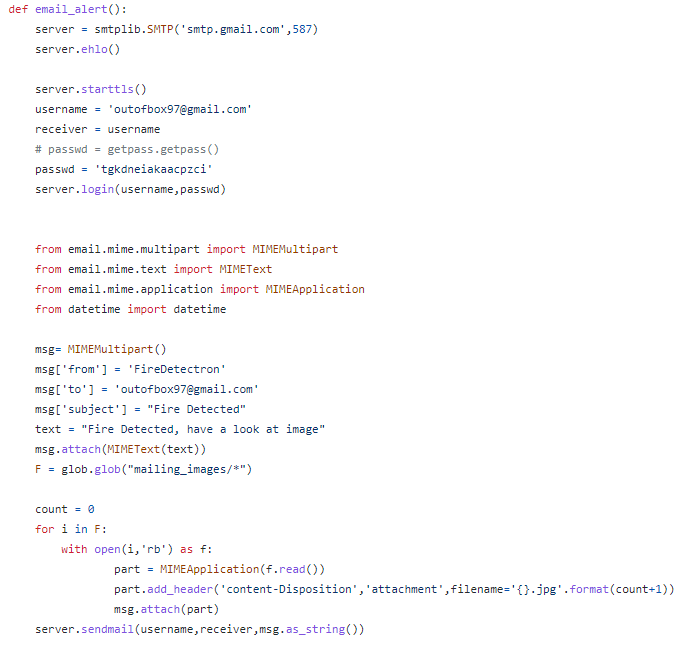 def email_alert():
    server = smtplib.SMTP('smtp.gmail.com',587)
    server.ehlo()

    server.starttls()
    username = 'outofbox97@gmail.com'
    receiver = username
    # passwd = getpass.getpass()
    passwd = 'tgkdneiakaacpzci'
    server.login(username,passwd)


    from email.mime.multipart import MIMEMultipart
    from email.mime.text import MIMEText
    from email.mime.application import MIMEApplication
    from datetime import datetime

    msg= MIMEMultipart()
    msg['from'] = 'FireDetectron'
    msg['to'] = 'outofbox97@gmail.com'
    msg['subject'] = "Fire Detected"
    text = "Fire Detected, have a look at image"
    msg.attach(MIMEText(text))
    F = glob.glob("mailing_images/*")

    count = 0
    for i in F:
        with open(i,'rb') as f:
                part = MIMEApplication(f.read())
                part.add_header('content-Disposition','attachment',filename='{}.jpg'.format(count+1))
                msg.attach(part)
    server.sendmail(username,receiver,msg.as_string())